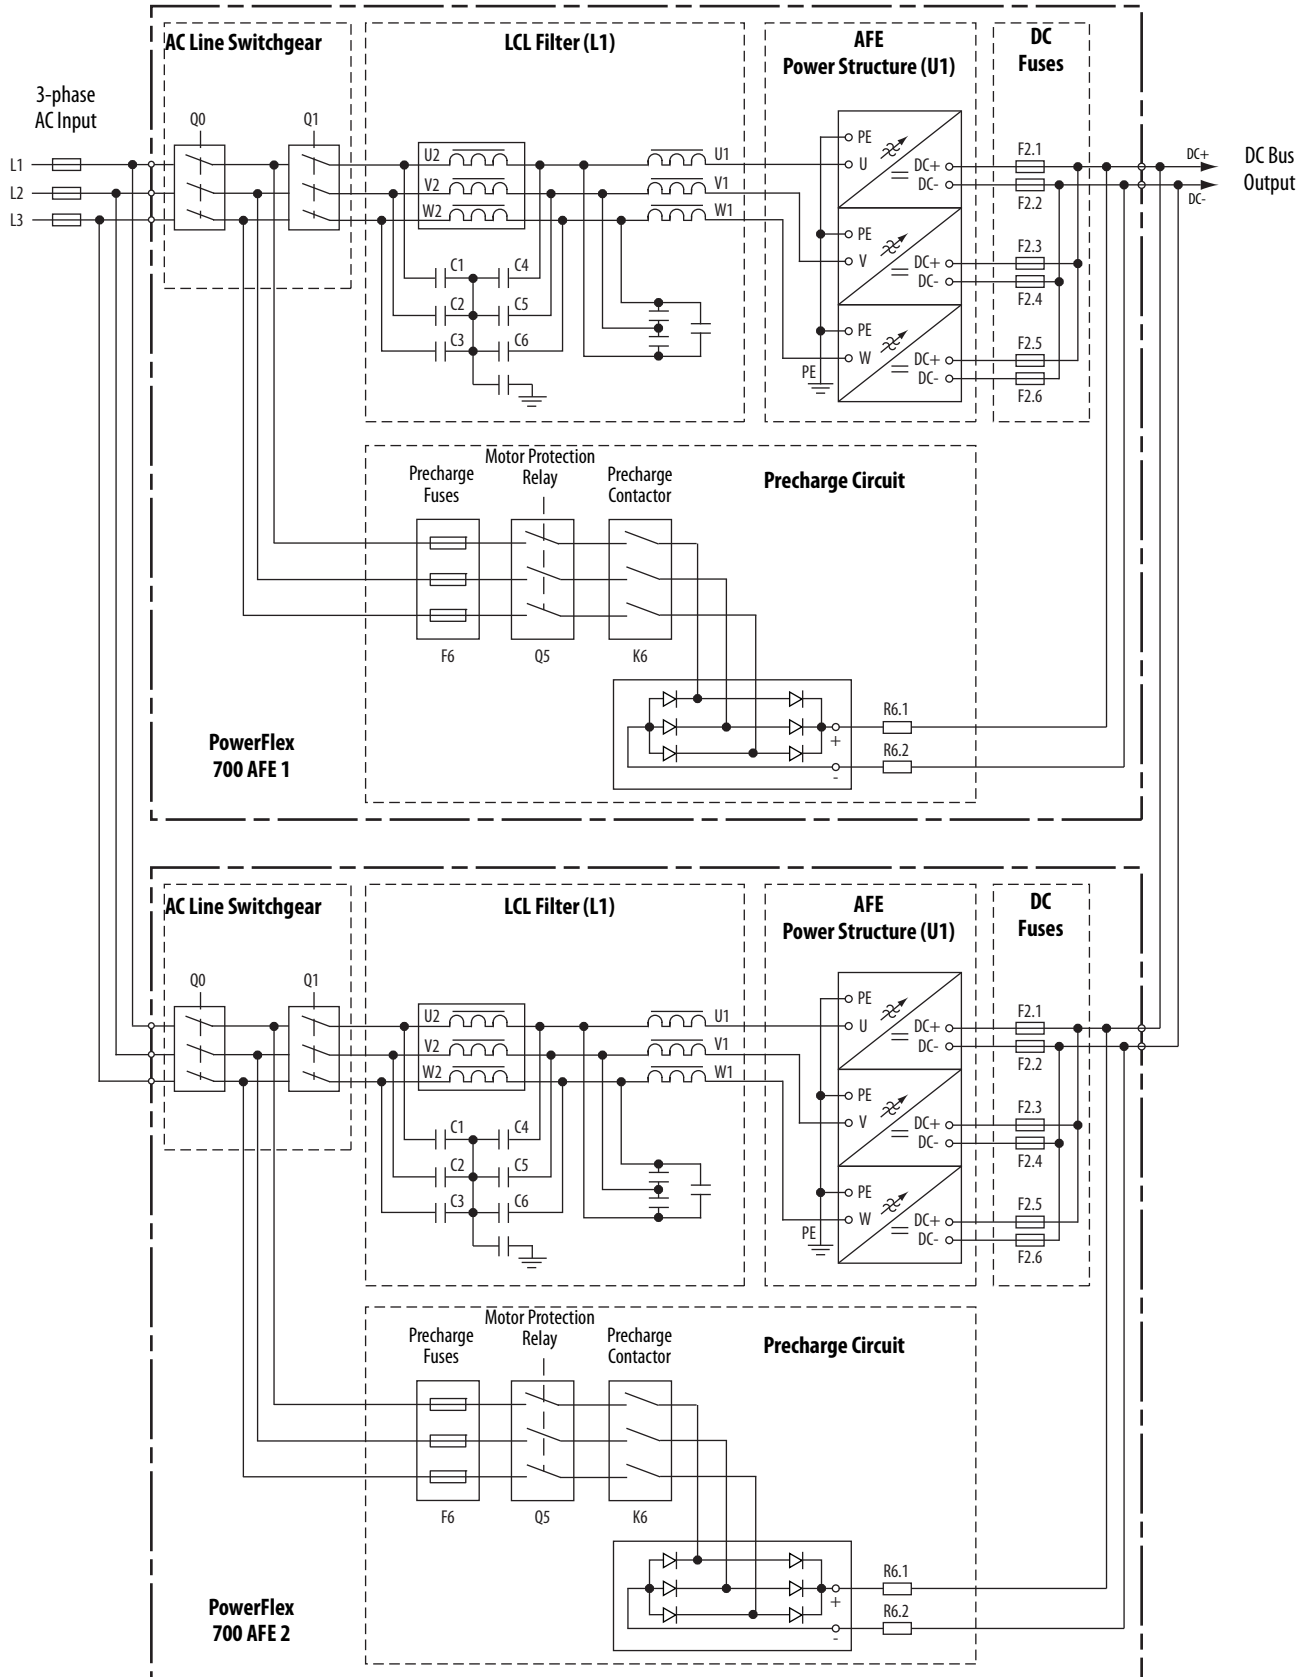 AC Line Switchgear
LCL Filter (L1)
AFE
Power Structure (U1)
DC
Fuses
3-phase
AC Input
Q0
Q1
L1
L2
L3
U2
V2
W2
U1
V1
W1
C1
C4
C2
C5
C3
C6
PE
U
DC+
DC-
PE
V
DC+
DC-
PE
W
DC+
DC-
PE
F2.1
F2.2
F2.3
F2.4
F2.5
F2.6
DC+
DC-
DC Bus
Output
Precharge
Fuses
Motor Protection
Relay
Precharge
Contactor
Precharge Circuit
F6
Q5
K6
+
-
R6.1
R6.2
PowerFlex
700 AFE 1
AC Line Switchgear
LCL Filter (L1)
AFE
Power Structure (U1)
DC
Fuses
Q0
Q1
U2
V2
W2
U1
V1
W1
C1
C4
C2
C5
C3
C6
PE
U
DC+
DC-
PE
V
DC+
DC-
PE
W
DC+
DC-
PE
F2.1
F2.2
F2.3
F2.4
F2.5
F2.6
Precharge
Fuses
Motor Protection
Relay
Precharge
Contactor
Precharge Circuit
F6
Q5
K6
+
-
R6.1
R6.2
PowerFlex
700 AFE 2